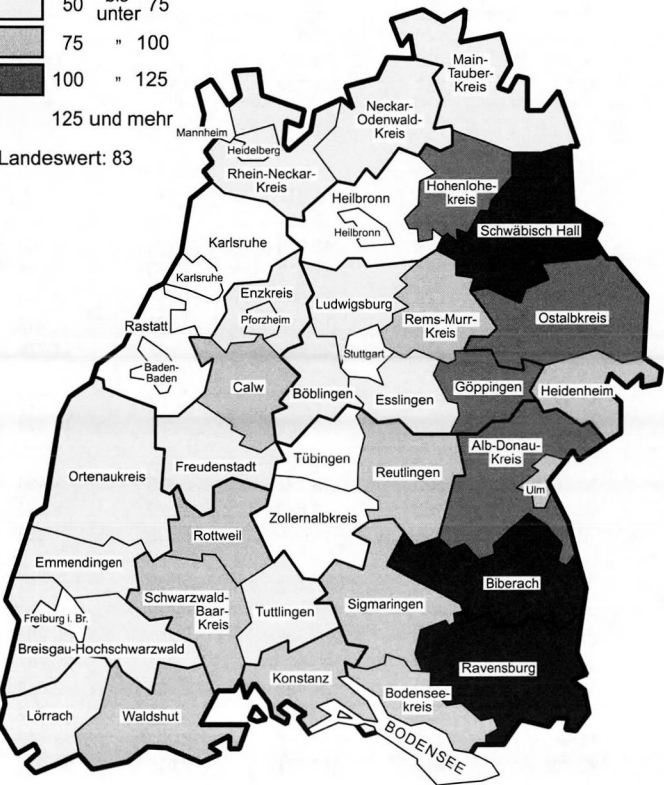 50 bis unter 75
75 " 100
100 " 125
125 und mehr
Landeswert: 83
Main-
Tauber-
Kreis
Neckar-
Odenwald-
Kreis
Mannheim
Heidelberg
Rhein-Neckar-
Kreis
Heilbronn
Hohenlohe-
kreis
Heilbronn
Schwäbisch Hall
Karlsruhe
Karlsruhe
Enzkreis
Ludwigsburg
Pforzheim
Rems-Murr-
Kreis
Ostalbkreis
Rastatt
Stuttgart
Baden-
Baden
Calw
Böblingen
Esslingen
Göppingen
Heidenheim
Tübingen
Alb-Donau-
Kreis
Freudenstadt
Reutlingen
Ortenaukreis
Ulm
Zollernalbkreis
Rottweil
Emmendingen
Biberach
Schwarzwald-
Baar-
Kreis
Tuttlingen
Sigmaringen
Freiburg i. Br.
Breisgau-Hochschwarzwald
Ravensburg
Konstanz
Bodensee-
kreis
Lörrach
Waldshut
BODENSEE